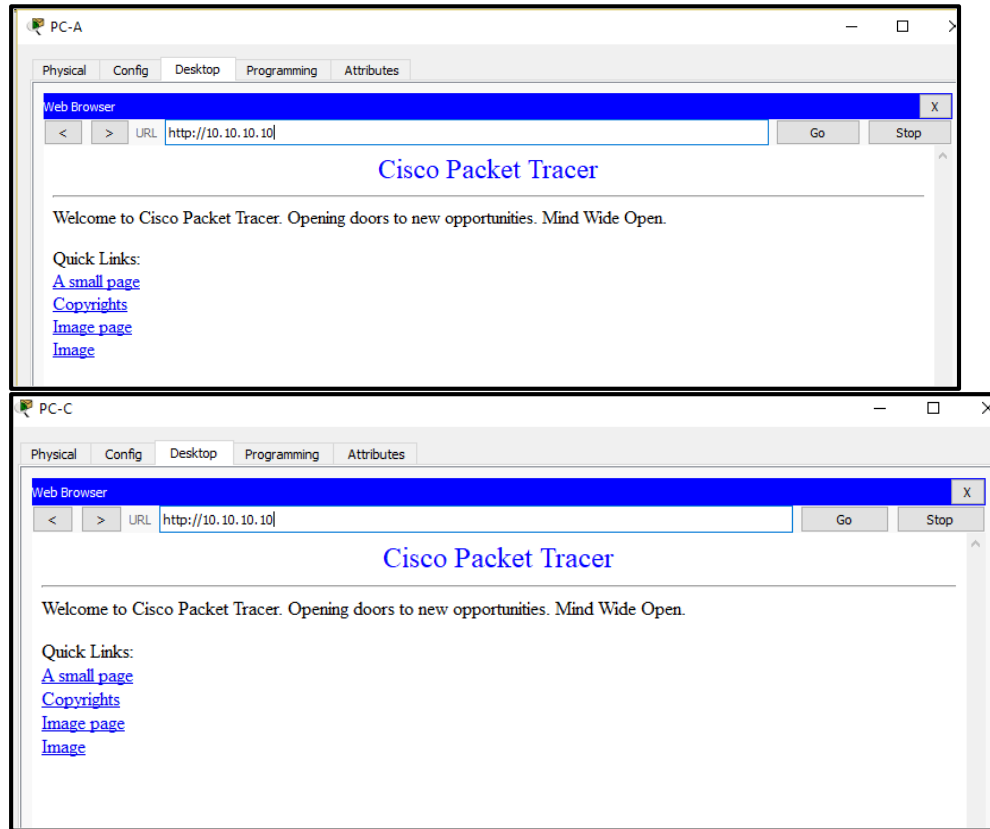 PC-A
Physical Config Desktop Programming Attributes
Web Browser X
< > URL http://10.10.10.10 Go Stop
Cisco Packet Tracer
Welcome to Cisco Packet Tracer. Opening doors to new opportunities. Mind Wide Open.
Quick Links:
A small page
Copyrights
Image page
Image
PC-C
Physical Config Desktop Programming Attributes
Web Browser X
< > URL http://10.10.10.10 Go Stop
Cisco Packet Tracer
Welcome to Cisco Packet Tracer. Opening doors to new opportunities. Mind Wide Open.
Quick Links:
A small page
Copyrights
Image page
Image